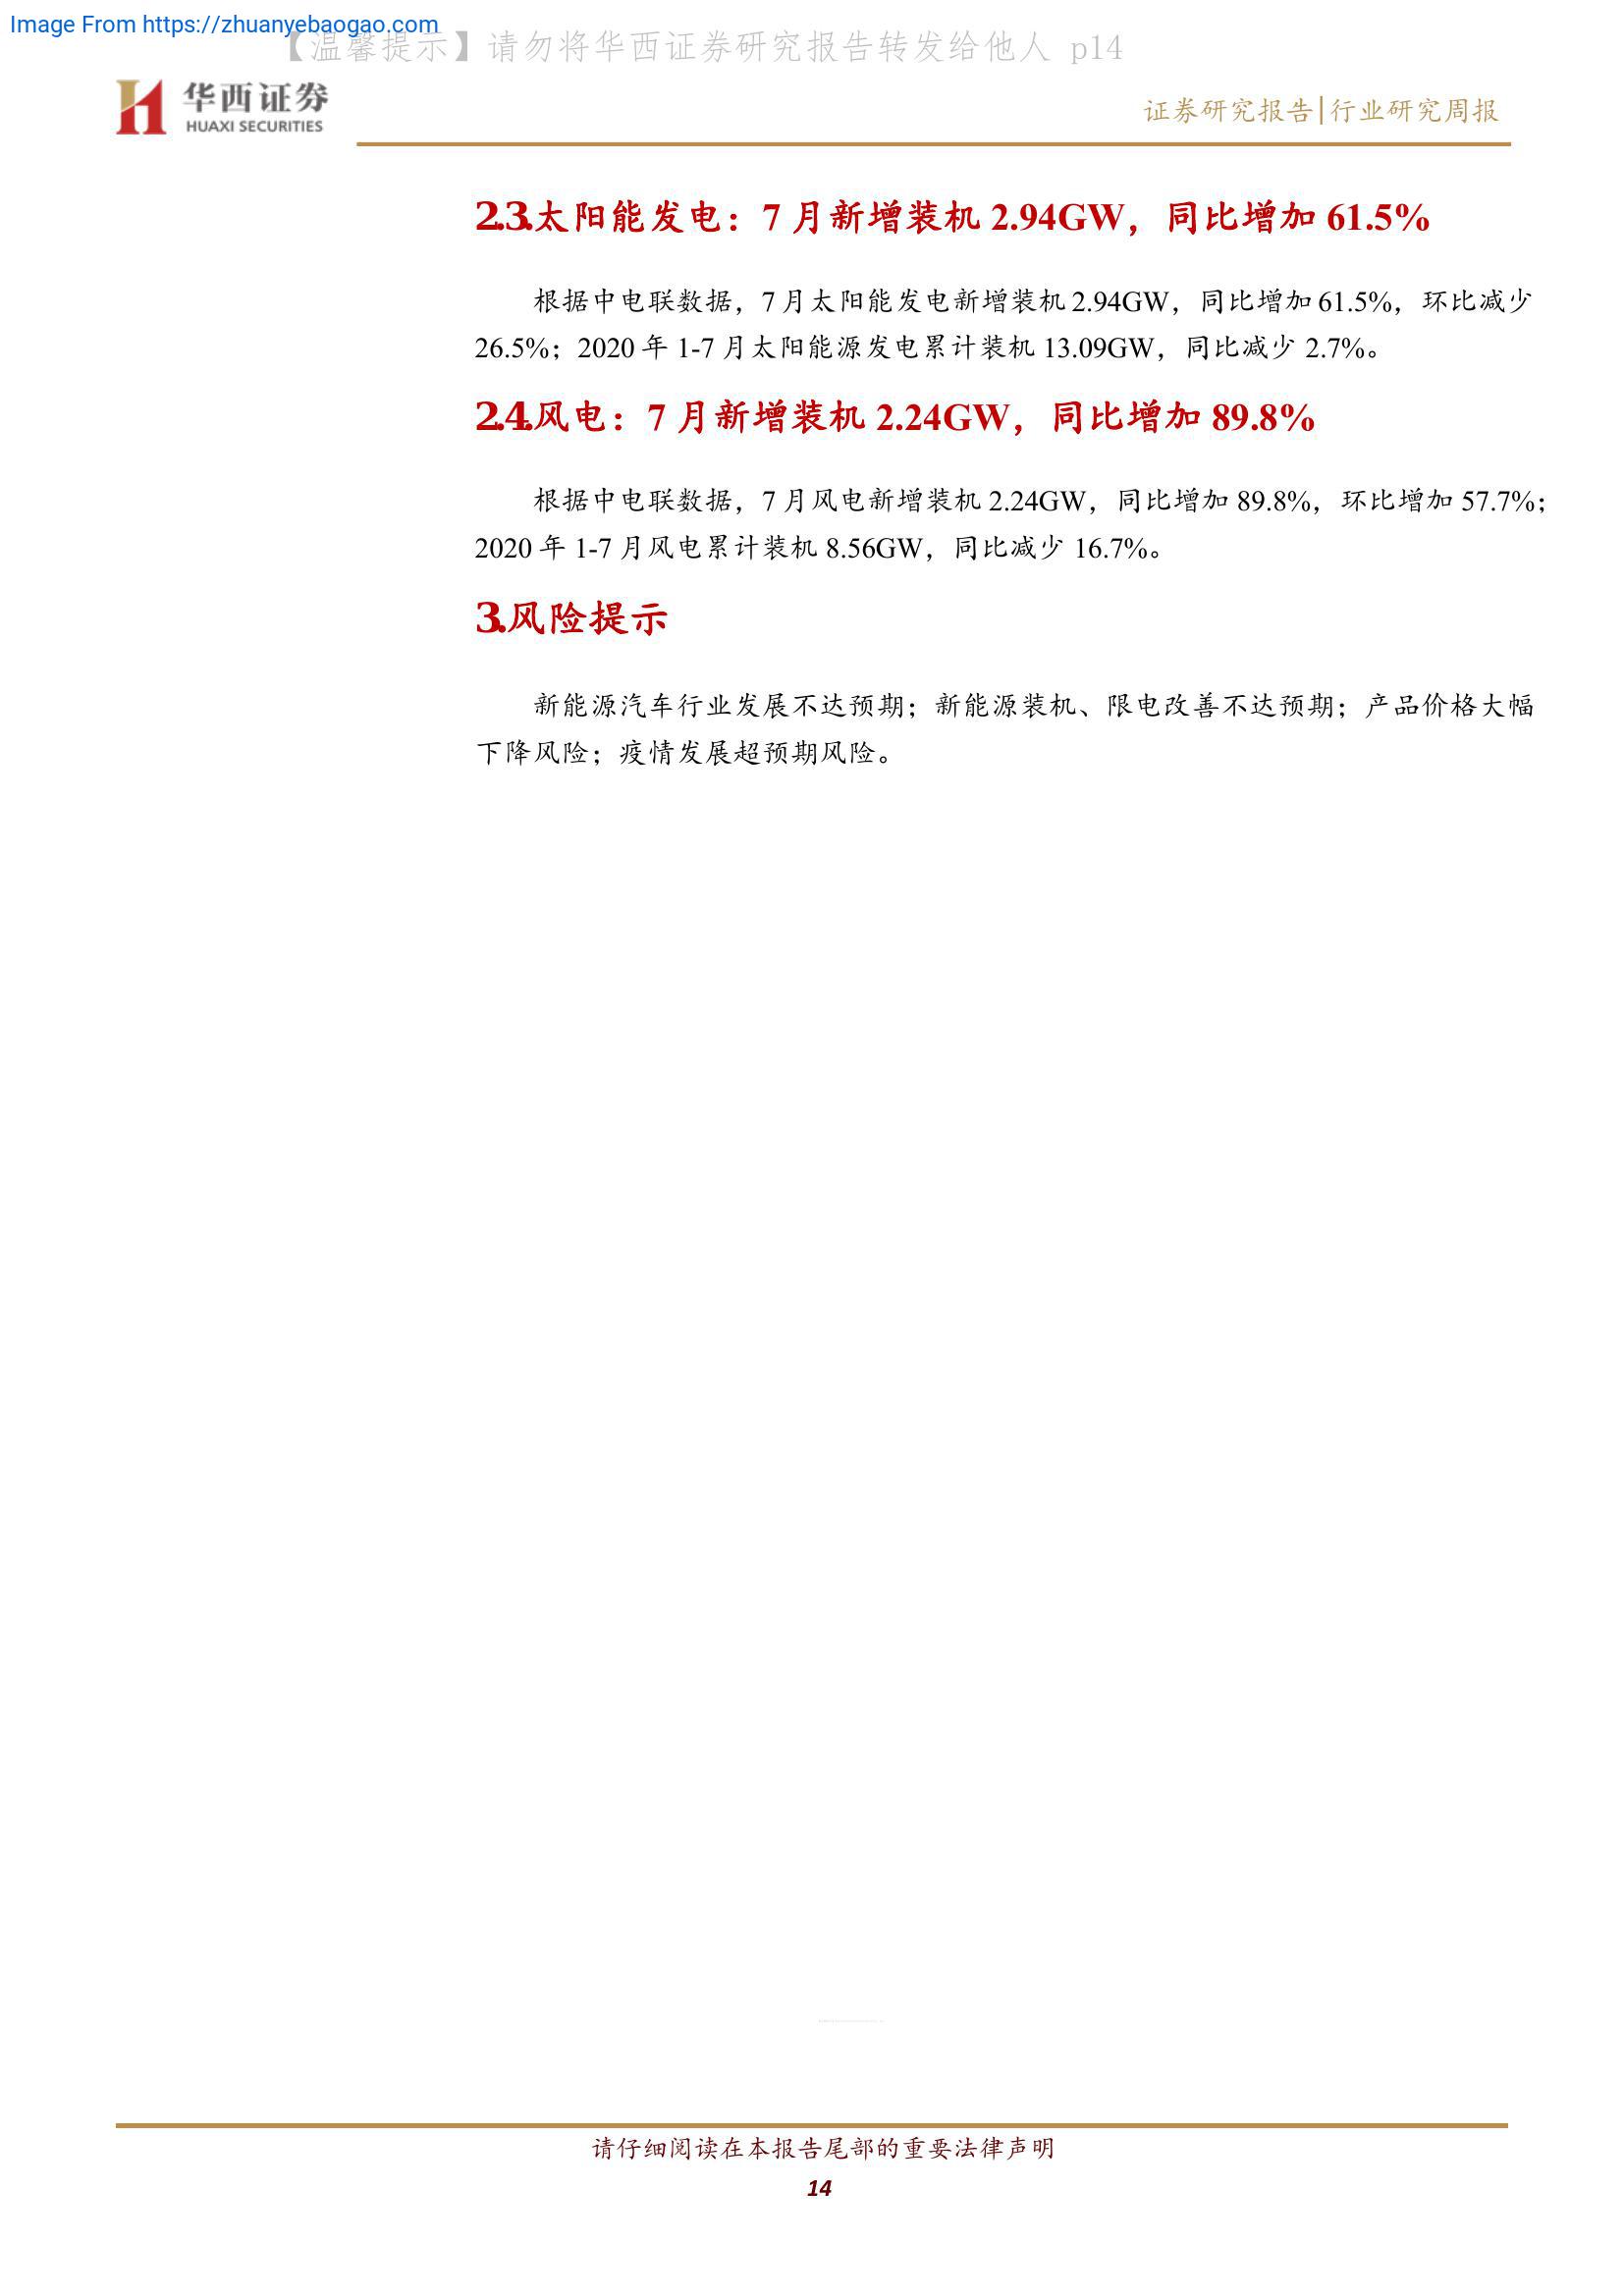 Image From https://zhuanyebaogao.com
【温馨提示】请勿将华西证券研究报告转发给他人 p14
华西证券
HUAXI SECURITIES
证券研究报告|行业研究周报
2.3.太阳能发电：7 月新增装机 2.94GW，同比增加 61.5%
根据中电联数据，7 月太阳能发电新增装机 2.94GW，同比增加 61.5%，环比减少
26.5%；2020 年 1-7 月太阳能源发电累计装机 13.09GW，同比减少 2.7%。
2.4.风电：7 月新增装机 2.24GW，同比增加 89.8%
根据中电联数据，7 月风电新增装机 2.24GW，同比增加 89.8%，环比增加 57.7%；
2020 年 1-7 月风电累计装机 8.56GW，同比减少 16.7%。
3.风险提示
新能源汽车行业发展不达预期；新能源装机、限电改善不达预期；产品价格大幅
下降风险；疫情发展超预期风险。
请仔细阅读在本报告尾部的重要法律声明
14